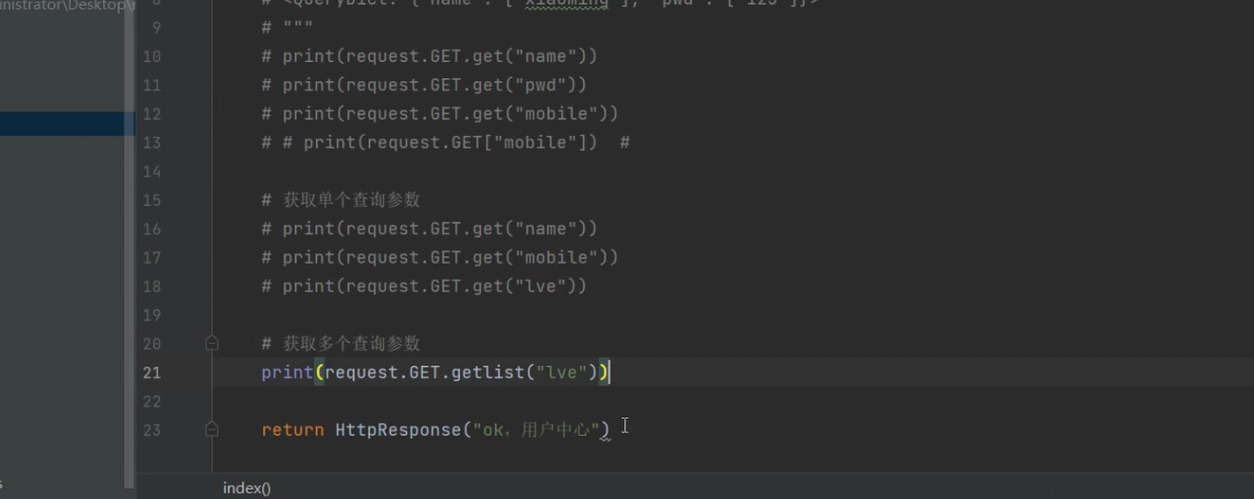 ninistrator\Desktop\r
# <QueryDict: {'name': ['xiaoming'], 'pwd': ['123']}>
9 # """
10 # print(request.GET.get("name"))
11 # print(request.GET.get("pwd"))
12 # print(request.GET.get("mobile"))
13 # # print(request.GET["mobile"])  #
14
15 # 获取单个查询参数
16 # print(request.GET.get("name"))
17 # print(request.GET.get("mobile"))
18 # print(request.GET.get("lve"))
19
20 # 获取多个查询参数
21 print(request.GET.getlist("lve"))
22
23 return HttpResponse("ok，用户中心")
index()